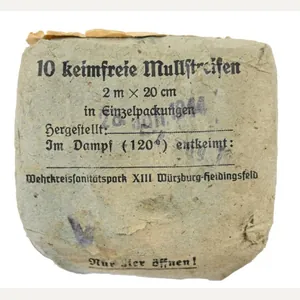 10 keimfreie Mullstreifen
2 m × 20 cm
in Einzelpackungen
Hergestellt: 1944
Im Dampf (120°) entkeimt:
Wehrkreissanitätspark XIII Würzburg-Heidingsfeld
Nur hier öffnen!